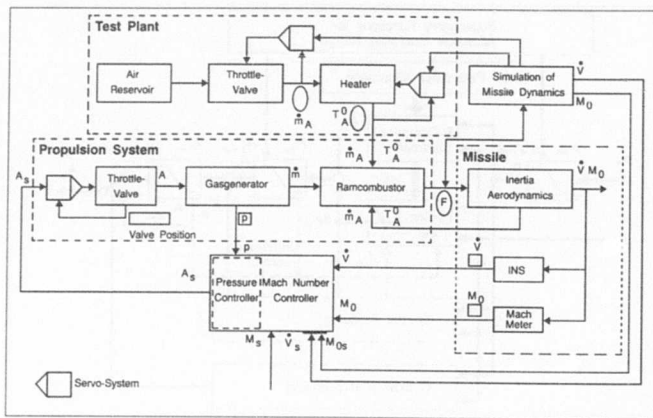 Test Plant
Air
Reservoir
Throttle-
Valve
ṁA
Heater
T⁰A
Simulation of
Missile Dynamics
V̇
M₀
Propulsion System
As
Throttle-
Valve
A
Valve Position
Gasgenerator
ṁ
p
p
ṁA
T⁰A
Ramcombustor
ṁA
T⁰A
F
Missile
Inertia
Aerodynamics
V̇ M₀
V̇
INS
M₀
Mach
Meter
As
Pressure
Controller
Mach Number
Controller
V̇
M₀
Ms
V̇s
M₀s
Servo-System